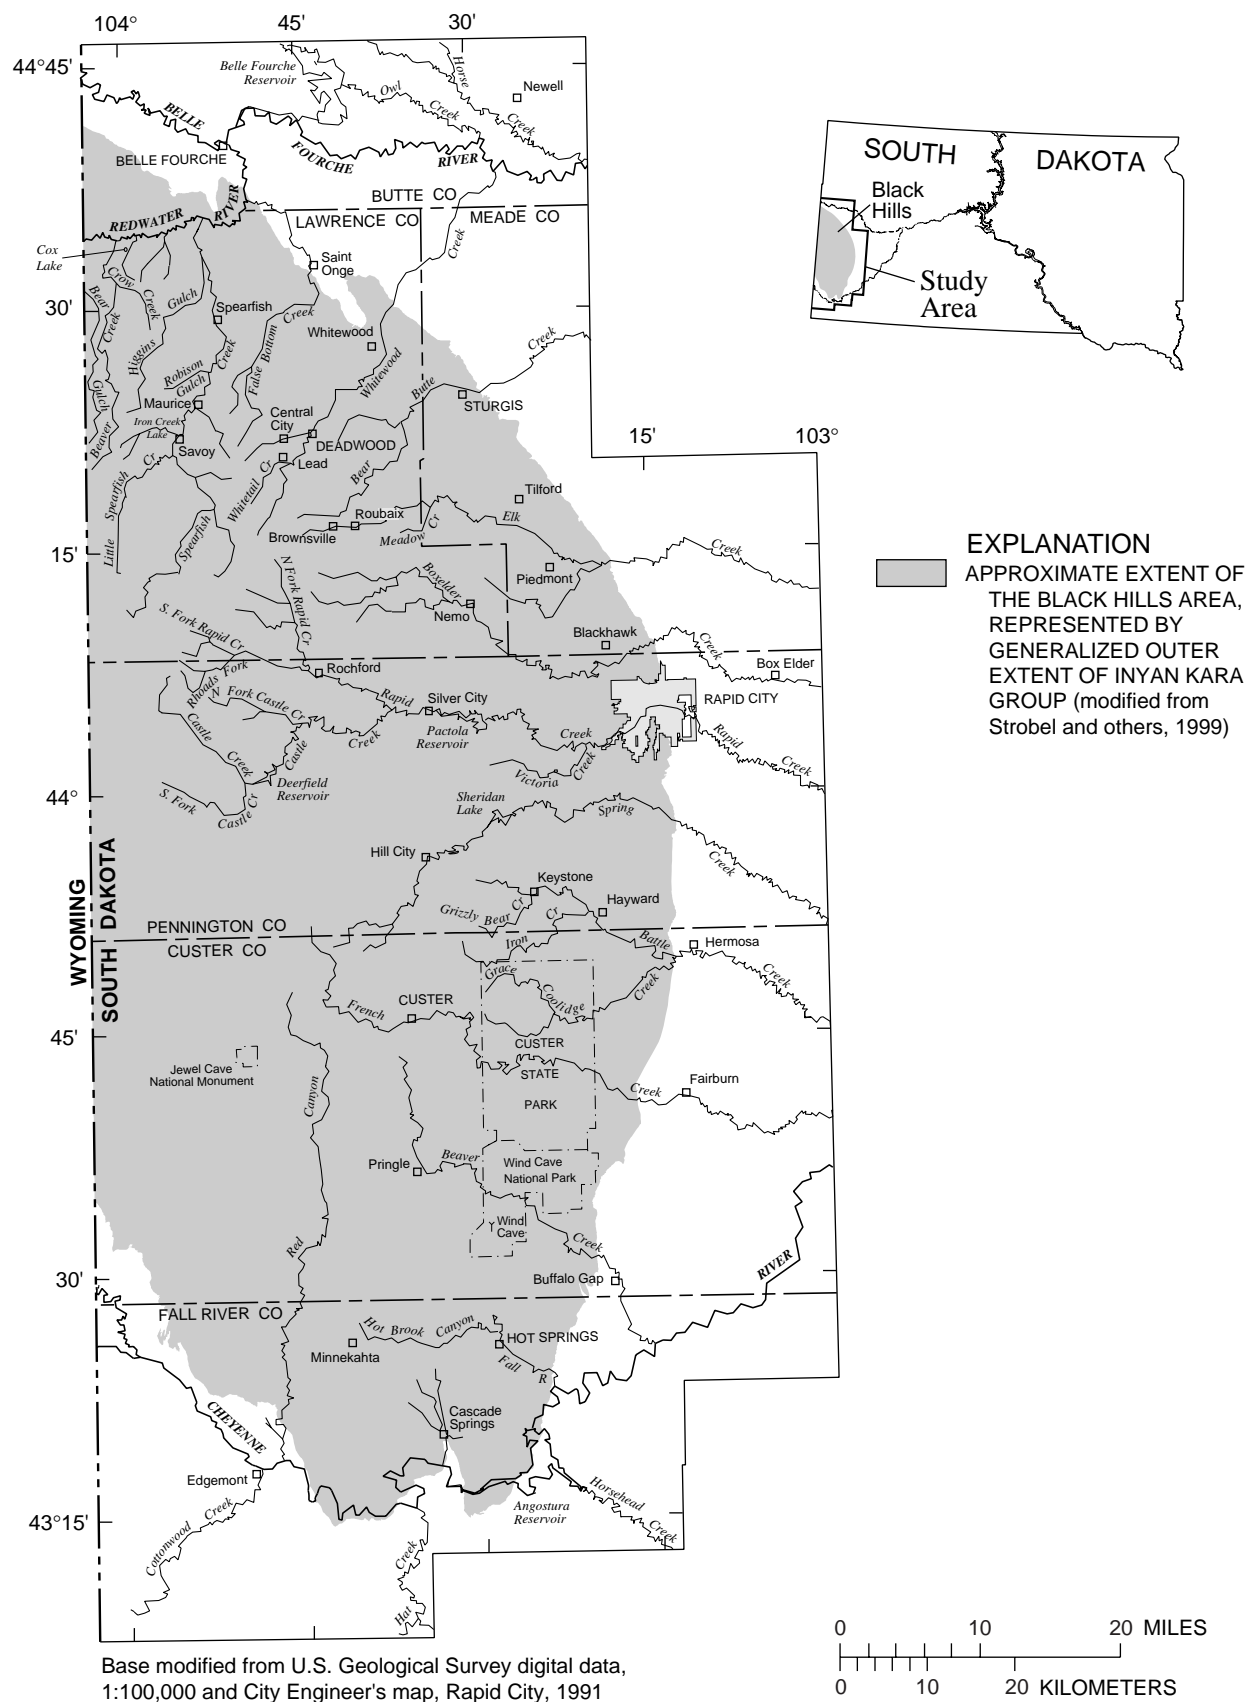 104°
45'
30'
44°45'
Belle Fourche
Reservoir
Horse
Creek
Newell
Owl
Creek
BELLE
FOURCHE
RIVER
BELLE FOURCHE
BUTTE CO
LAWRENCE CO
MEADE CO
REDWATER
RIVER
Cox
Lake
Saint
Onge
Creek
Crow
Creek
Bear
Creek
Gulch
Spearfish
30'
Creek
Whitewood
Creek
Higgins
Robison
Gulch
Creek
False Bottom
Whitewood
Butte
Gulch
Maurice
STURGIS
Beaver
Iron Creek
Lake
Central
City
DEADWOOD
15'
103°
Savoy
Lead
Cr
Spearfish
Little
Whitetail Cr
Bear
Tilford
Spearfish
Roubaix
Brownsville
Meadow Cr
Elk
Creek
15'
N Fork Rapid Cr
Boxelder
Piedmont
Nemo
S. Fork Rapid Cr
Blackhawk
Creek
Box Elder
Rochford
Rhoads Fork
N Fork Castle Cr
Rapid
Silver City
RAPID CITY
Castle
Creek
Pactola
Reservoir
Creek
Rapid
Creek
Creek
Castle
Deerfield
Reservoir
Victoria
Creek
44°
S. Fork
Castle Cr
Sheridan
Lake
Spring
Creek
Hill City
Keystone
Hayward
Grizzly Bear Cr
Iron Cr
WYOMING
SOUTH DAKOTA
PENNINGTON CO
CUSTER CO
Battle
Hermosa
Creek
Grace
Coolidge
Creek
French
CUSTER
45'
CUSTER
STATE
PARK
Jewel Cave
National Monument
Canyon
Creek
Fairburn
Pringle
Beaver
Wind Cave
National Park
Wind
Cave
Creek
Red
RIVER
30'
Buffalo Gap
FALL RIVER CO
Hot Brook Canyon
HOT SPRINGS
Minnekahta
Fall R
CHEYENNE
Cascade
Springs
Edgemont
Horsehead
Creek
Angostura
Reservoir
43°15'
Cottonwood
Creek
Hat
Creek
Base modified from U.S. Geological Survey digital data,
1:100,000 and City Engineer's map, Rapid City, 1991
SOUTH DAKOTA
Black
Hills
Study
Area
EXPLANATION
APPROXIMATE EXTENT OF
THE BLACK HILLS AREA,
REPRESENTED BY
GENERALIZED OUTER
EXTENT OF INYAN KARA
GROUP (modified from
Strobel and others, 1999)
0 10 20 MILES
0 10 20 KILOMETERS